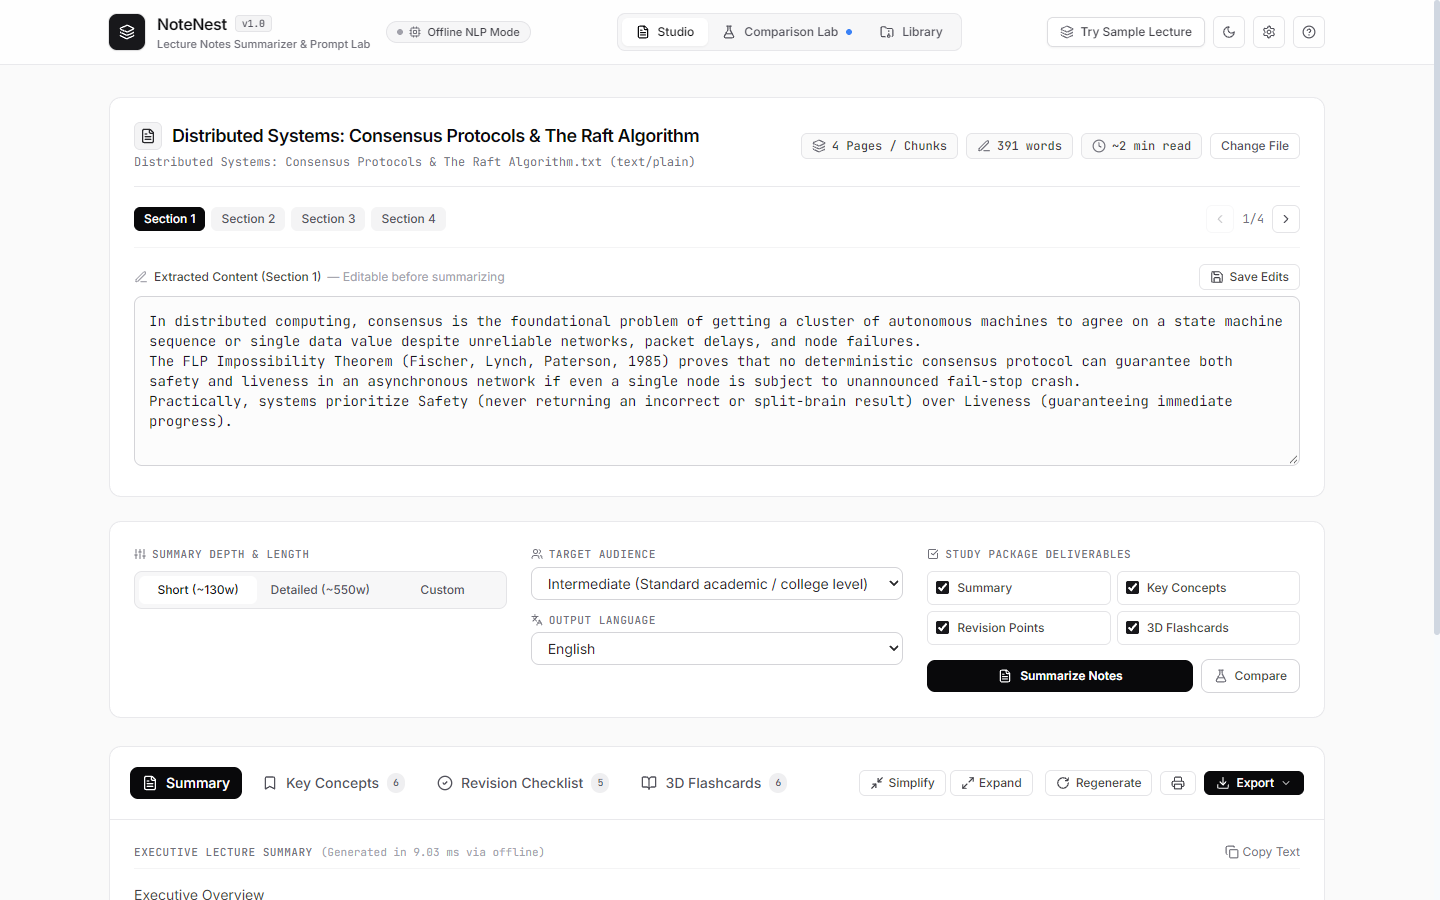 NoteNest v1.0
Lecture Notes Summarizer & Prompt Lab
Offline NLP Mode
Studio
Comparison Lab
Library
Try Sample Lecture
Distributed Systems: Consensus Protocols & The Raft Algorithm
Distributed Systems: Consensus Protocols & The Raft Algorithm.txt (text/plain)
4 Pages / Chunks
391 words
~2 min read
Change File
Section 1
Section 2
Section 3
Section 4
1/4
Extracted Content (Section 1) — Editable before summarizing
Save Edits
In distributed computing, consensus is the foundational problem of getting a cluster of autonomous machines to agree on a state machine
sequence or single data value despite unreliable networks, packet delays, and node failures.
The FLP Impossibility Theorem (Fischer, Lynch, Paterson, 1985) proves that no deterministic consensus protocol can guarantee both
safety and liveness in an asynchronous network if even a single node is subject to unannounced fail-stop crash.
Practically, systems prioritize Safety (never returning an incorrect or split-brain result) over Liveness (guaranteeing immediate
progress).
SUMMARY DEPTH & LENGTH
Short (~130w)
Detailed (~550w)
Custom
TARGET AUDIENCE
Intermediate (Standard academic / college level)
OUTPUT LANGUAGE
English
STUDY PACKAGE DELIVERABLES
Summary
Key Concepts
Revision Points
3D Flashcards
Summarize Notes
Compare
Summary
Key Concepts 6
Revision Checklist 5
3D Flashcards 6
Simplify
Expand
Regenerate
Export
EXECUTIVE LECTURE SUMMARY (Generated in 9.03 ms via offline)
Copy Text
Executive Overview